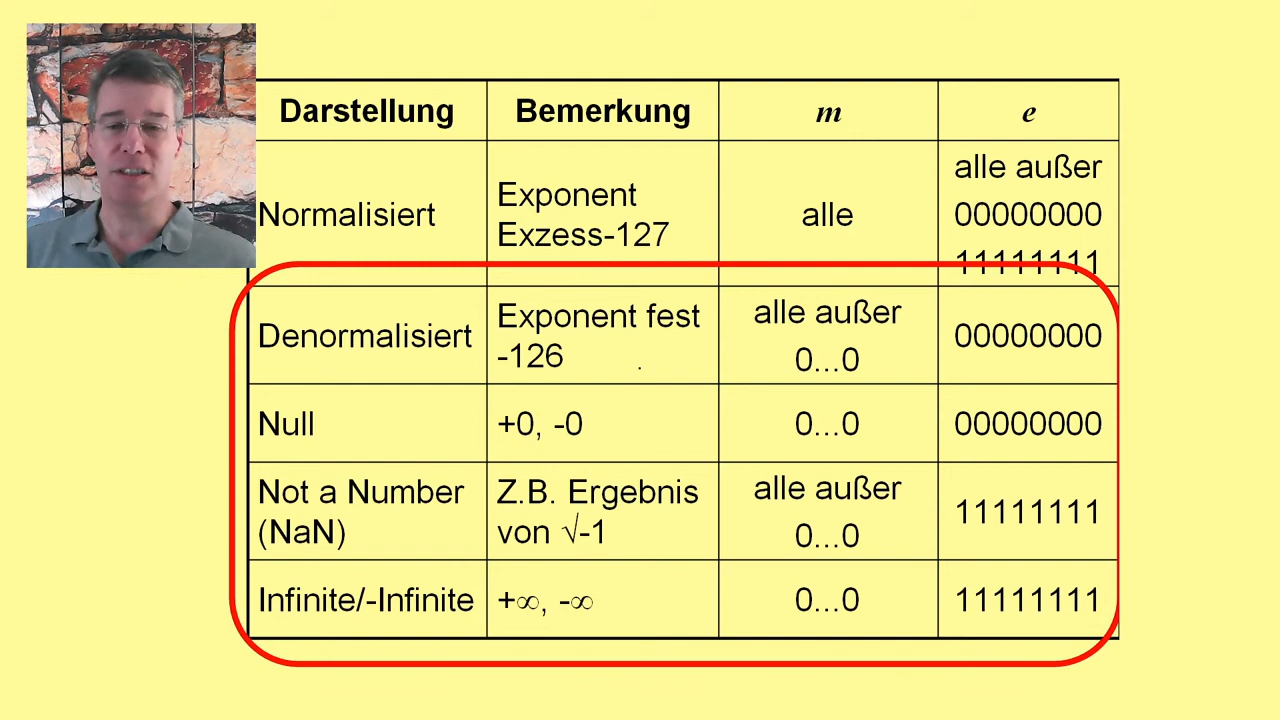 Darstellung Bemerkung m e
Normalisiert
Exponent
Exzess-127
alle
alle außer
00000000
11111111
Denormalisiert
Exponent fest
-126
alle außer
0...0
00000000
Null
+0, -0
0...0
00000000
Not a Number
(NaN)
Z.B. Ergebnis
von √-1
alle außer
0...0
11111111
Infinite/-Infinite
+∞, -∞
0...0
11111111